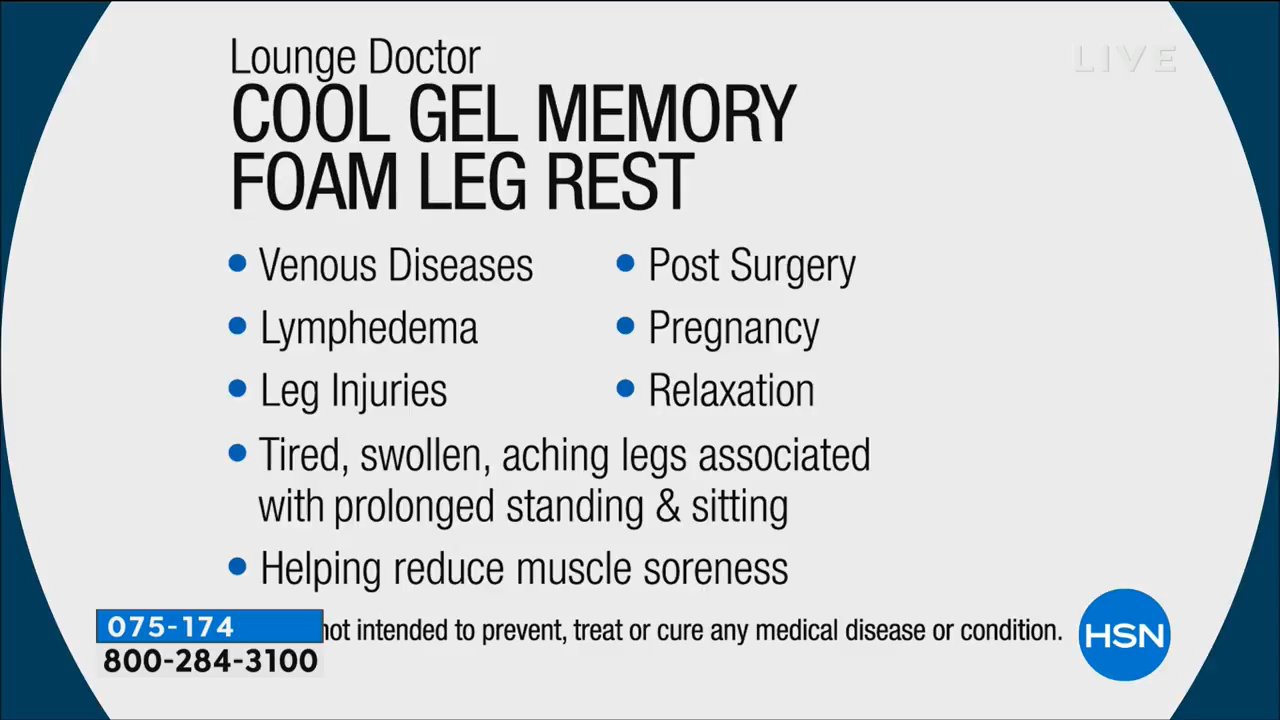 Lounge Doctor
LIVE
COOL GEL MEMORY
FOAM LEG REST
• Venous Diseases
• Post Surgery
• Lymphedema
• Pregnancy
• Leg Injuries
• Relaxation
• Tired, swollen, aching legs associated
with prolonged standing & sitting
• Helping reduce muscle soreness
075-174
not intended to prevent, treat or cure any medical disease or condition.
800-284-3100
HSN